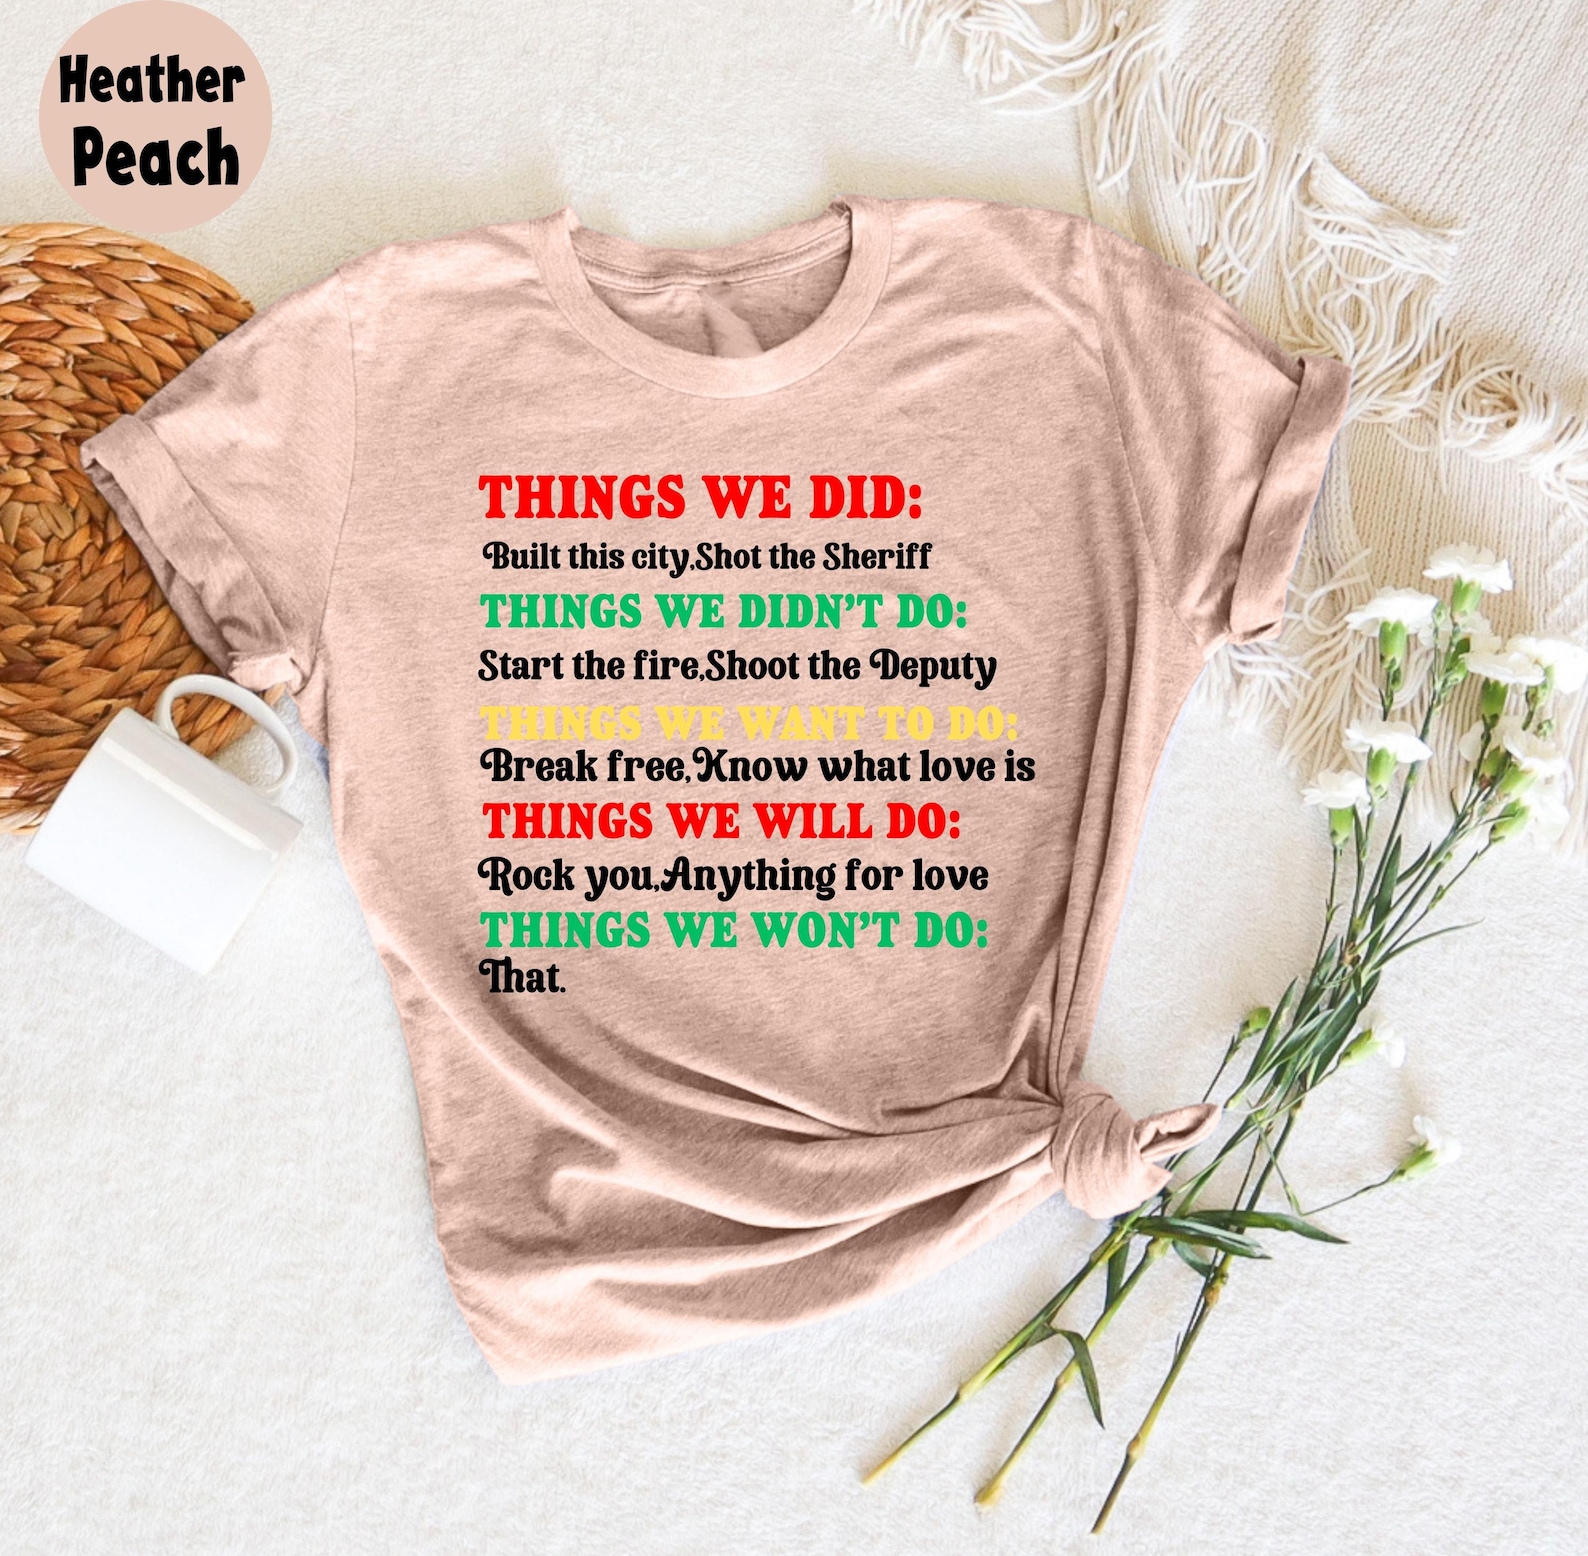 Heather
Peach
THINGS WE DID:
Built this city,Shot the Sheriff
THINGS WE DIDN'T DO:
Start the fire,Shoot the Deputy
THINGS WE WANT TO DO:
Break free,Know what love is
THINGS WE WILL DO:
Rock you,Anything for love
THINGS WE WON'T DO:
That.